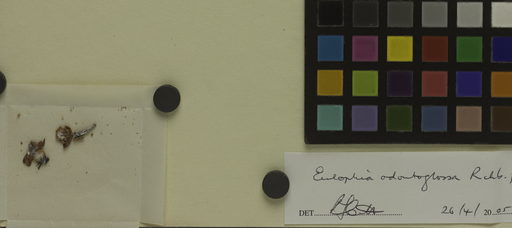 Eulophia odontoglossa Rchb. f
DET. 26/4/ 2005